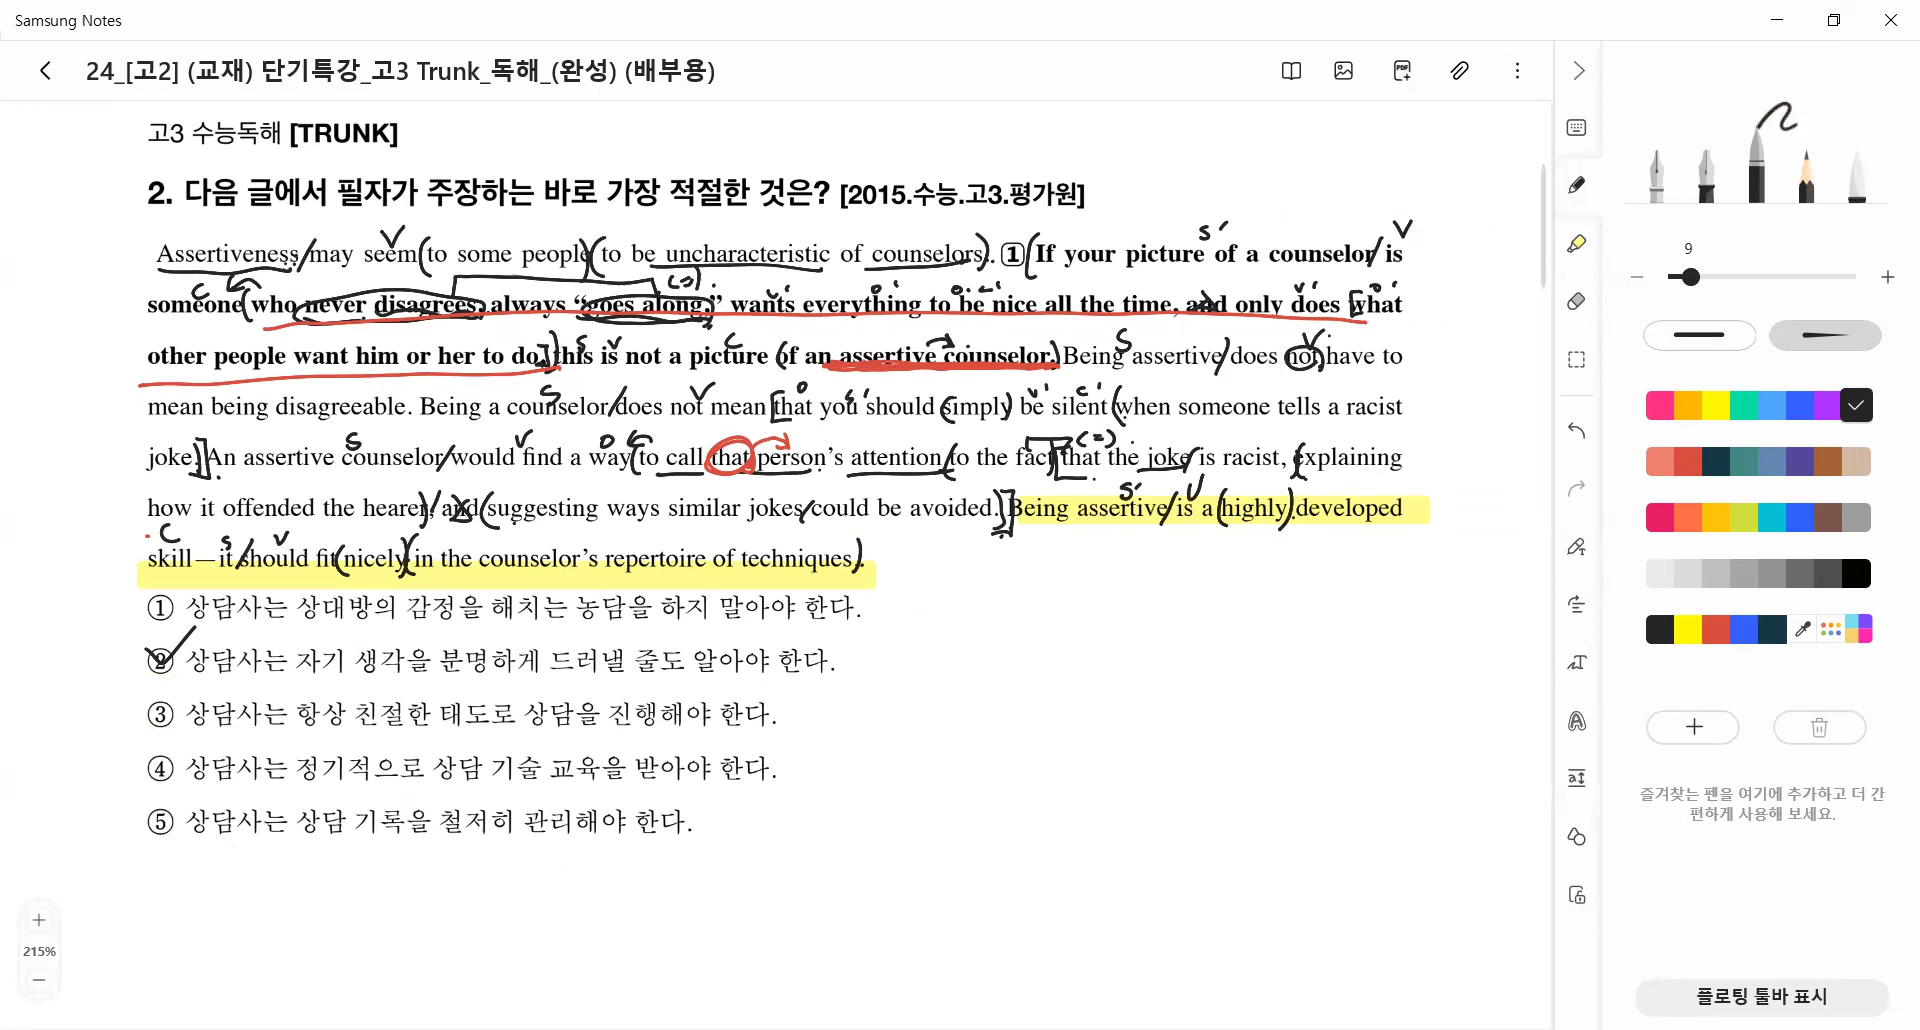 Samsung Notes
24_[고2] (교재) 단기특강_고3 Trunk_독해_(완성) (배부용)
고3 수능독해 [TRUNK]
2. 다음 글에서 필자가 주장하는 바로 가장 적절한 것은? [2015.수능.고3.평가원]
Assertiveness may seem to some people to be uncharacteristic of counselors. 1 If your picture of a counselor is
someone who never disagrees, always “goes along,” wants everything to be nice all the time, and only does what
other people want him or her to do, this is not a picture of an assertive counselor. Being assertive does not have to
mean being disagreeable. Being a counselor does not mean that you should simply be silent when someone tells a racist
joke. An assertive counselor would find a way to call that person’s attention to the fact that the joke is racist, explaining
how it offended the hearer, and suggesting ways similar jokes could be avoided. Being assertive is a highly developed
skill—it should fit nicely in the counselor’s repertoire of techniques.
① 상담사는 상대방의 감정을 해치는 농담을 하지 말아야 한다.
② 상담사는 자기 생각을 분명하게 드러낼 줄도 알아야 한다.
③ 상담사는 항상 친절한 태도로 상담을 진행해야 한다.
④ 상담사는 정기적으로 상담 기술 교육을 받아야 한다.
⑤ 상담사는 상담 기록을 철저히 관리해야 한다.
215%
9
즐겨찾는 펜을 여기에 추가하고 더 간
편하게 사용해 보세요.
플로팅 툴바 표시